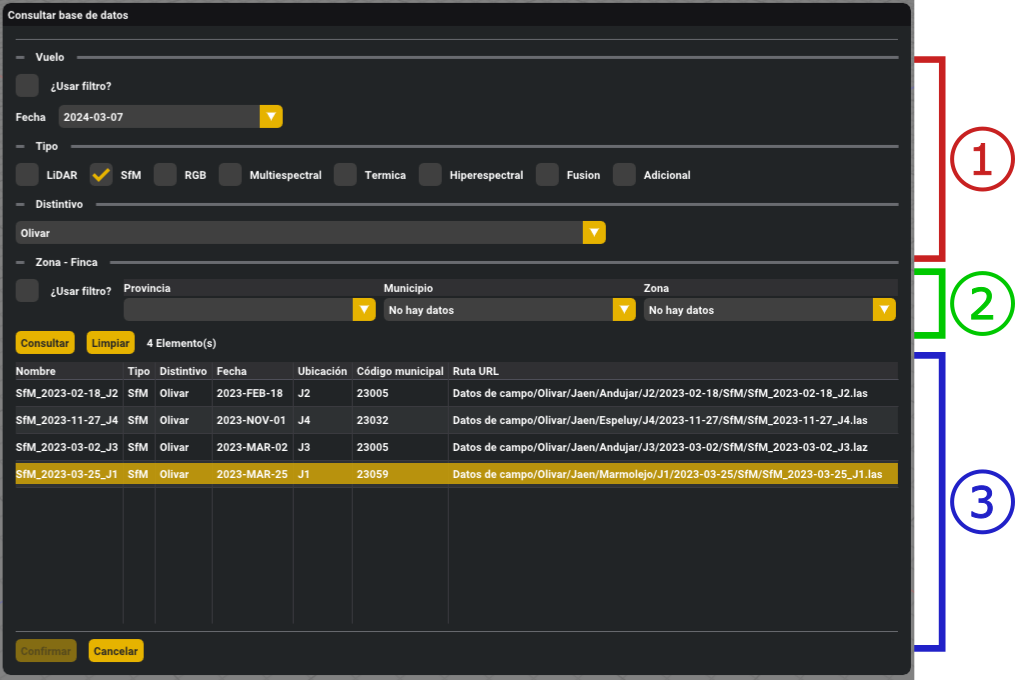 Consultar base de datos
Vuelo
¿Usar filtro?
Fecha 2024-03-07
Tipo
LiDAR SfM RGB Multiespectral Termica Hiperespectral Fusion Adicional
Distintivo
Olivar
Zona - Finca
¿Usar filtro? Provincia Municipio Zona
No hay datos No hay datos
Consultar Limpiar 4 Elemento(s)
Nombre Tipo Distintivo Fecha Ubicación Código municipal Ruta URL
SfM_2023-02-18_J2 SfM Olivar 2023-FEB-18 J2 23005 Datos de campo/Olivar/Jaen/Andujar/J2/2023-02-18/SfM/SfM_2023-02-18_J2.las
SfM_2023-11-27_J4 SfM Olivar 2023-NOV-01 J4 23032 Datos de campo/Olivar/Jaen/Espeluy/J4/2023-11-27/SfM/SfM_2023-11-27_J4.las
SfM_2023-03-02_J3 SfM Olivar 2023-MAR-02 J3 23005 Datos de campo/Olivar/Jaen/Andujar/J3/2023-03-02/SfM/SfM_2023-03-02_J3.laz
SfM_2023-03-25_J1 SfM Olivar 2023-MAR-25 J1 23059 Datos de campo/Olivar/Jaen/Marmolejo/J1/2023-03-25/SfM/SfM_2023-03-25_J1.las
Confirmar Cancelar
1
2
3